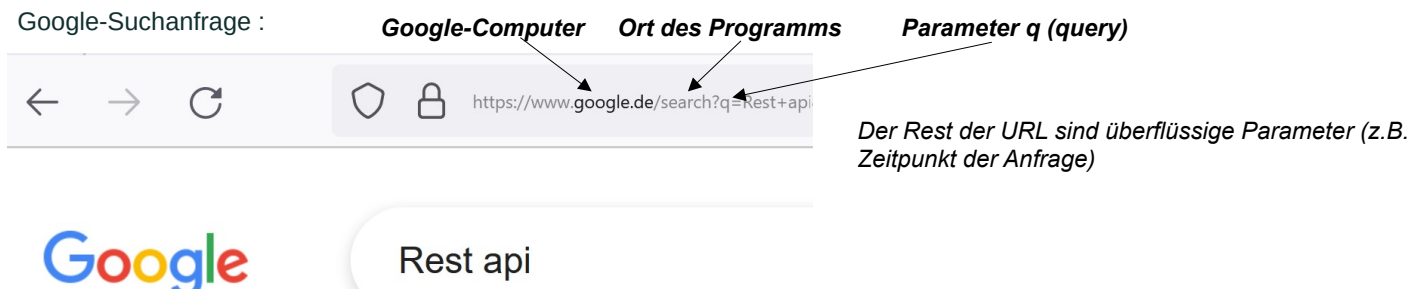 Google-Suchanfrage :
Google-Computer Ort des Programms Parameter q (query)
https://www.google.de/search?q=Rest+api
Der Rest der URL sind überflüssige Parameter (z.B.
Zeitpunkt der Anfrage)
Google
Rest api